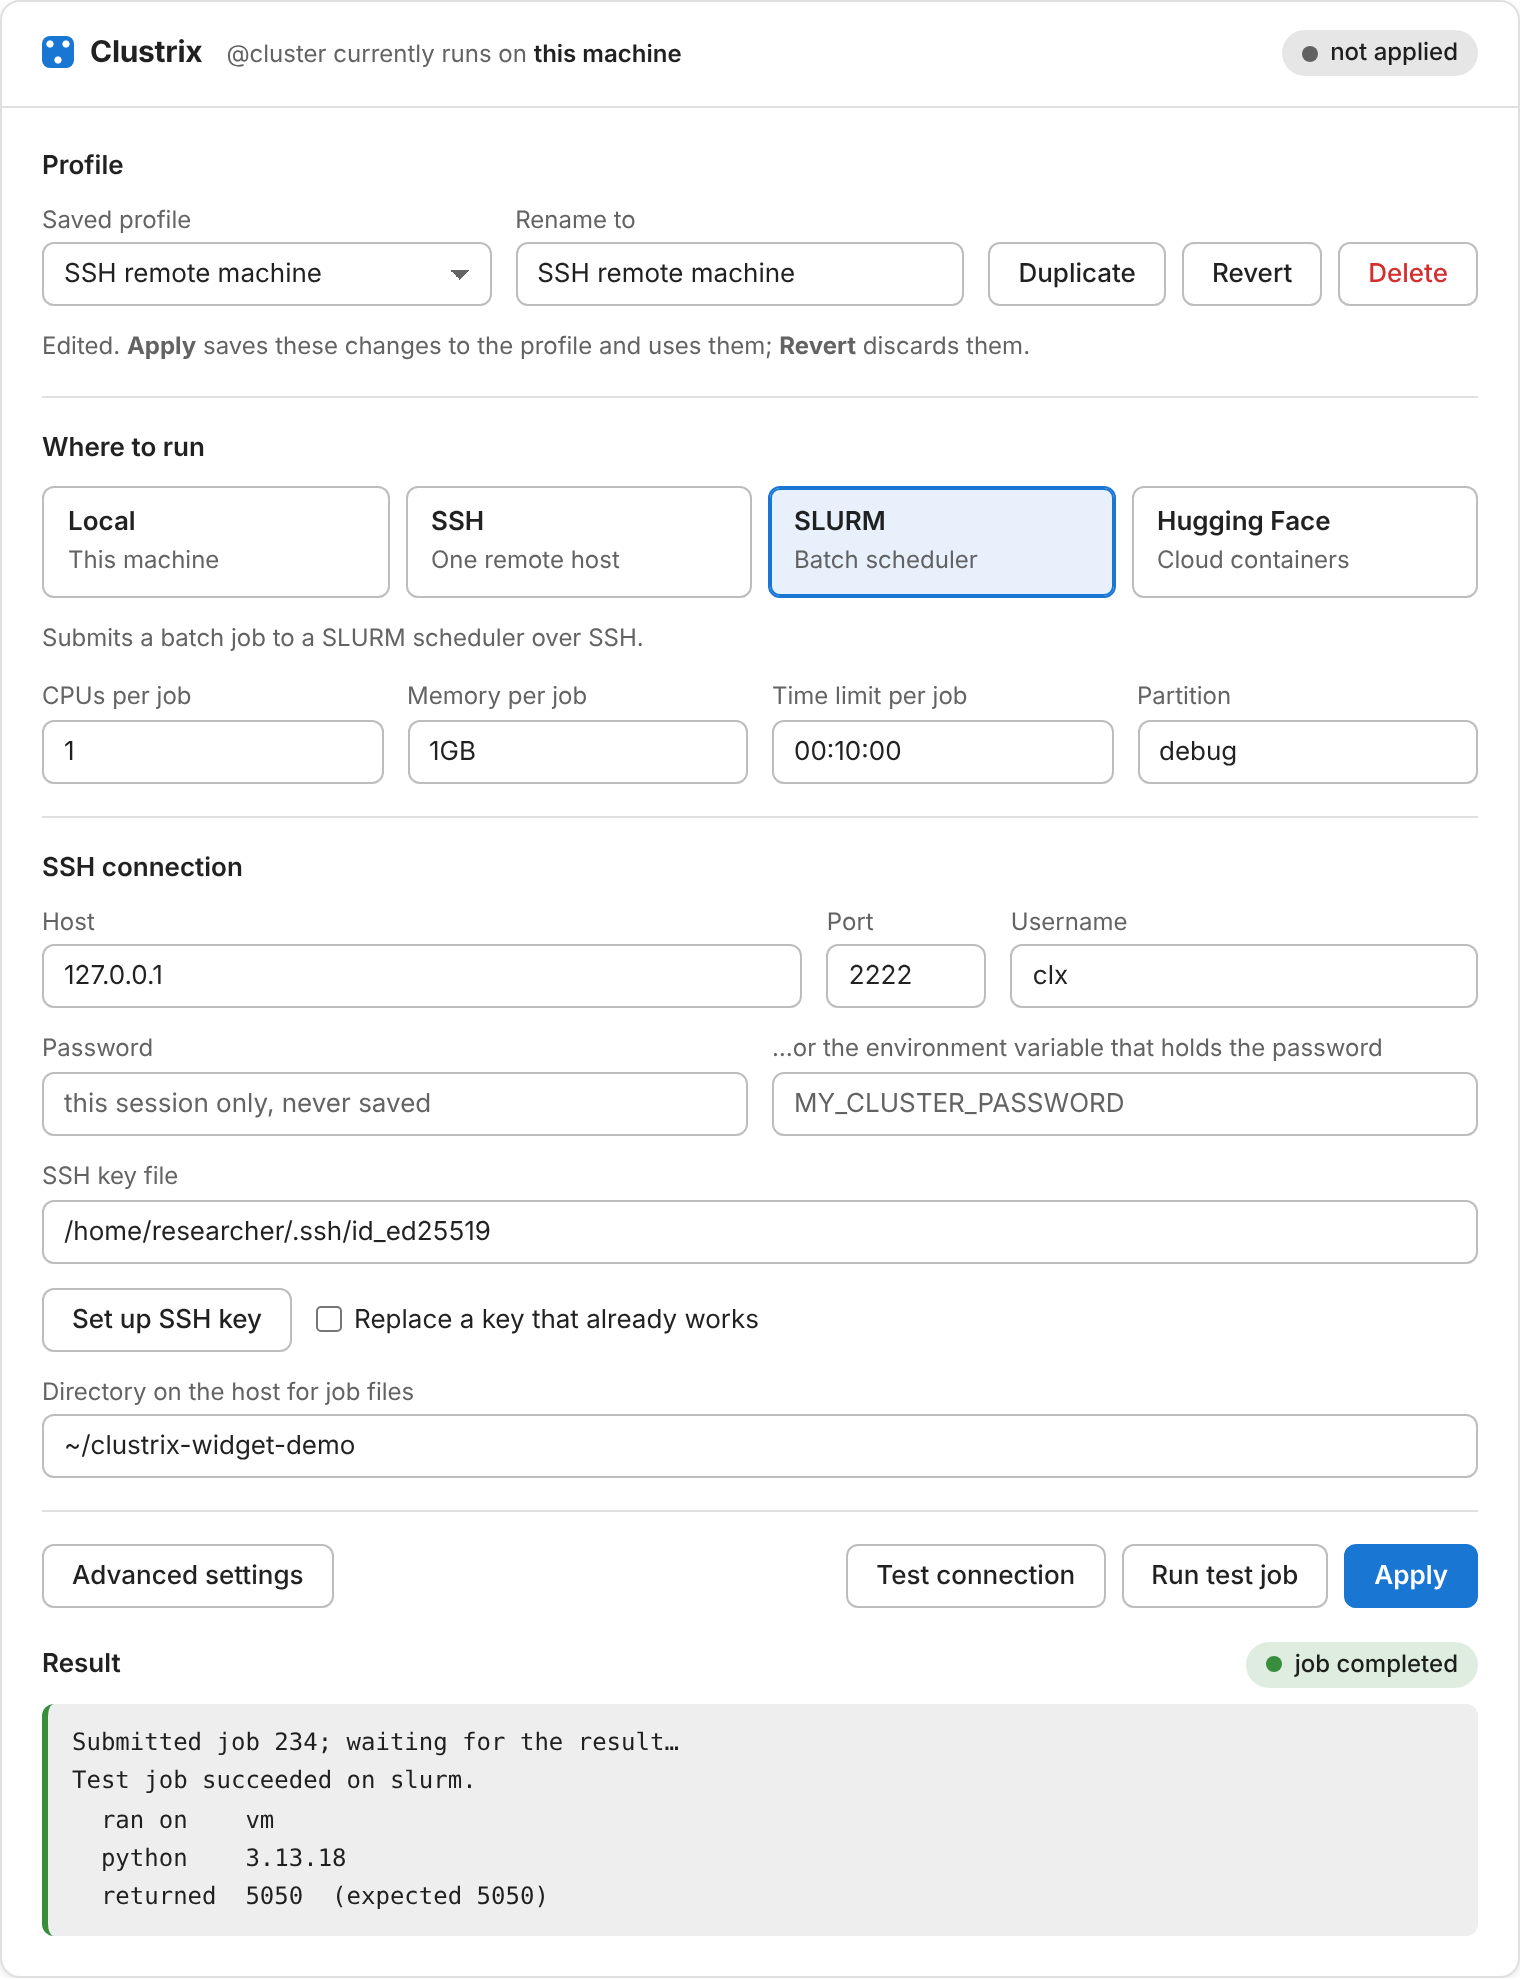 Clustrix @cluster currently runs on this machine not applied
Profile
Saved profile Rename to
SSH remote machine SSH remote machine Duplicate Revert Delete
Edited. Apply saves these changes to the profile and uses them; Revert discards them.
Where to run
Local SSH SLURM Hugging Face
This machine One remote host Batch scheduler Cloud containers
Submits a batch job to a SLURM scheduler over SSH.
CPUs per job Memory per job Time limit per job Partition
1 1GB 00:10:00 debug
SSH connection
Host Port Username
127.0.0.1 2222 clx
Password ...or the environment variable that holds the password
this session only, never saved MY_CLUSTER_PASSWORD
SSH key file
/home/researcher/.ssh/id_ed25519
Set up SSH key Replace a key that already works
Directory on the host for job files
~/clustrix-widget-demo
Advanced settings Test connection Run test job Apply
Result job completed
Submitted job 234; waiting for the result…
Test job succeeded on slurm.
ran on vm
python 3.13.18
returned 5050 (expected 5050)